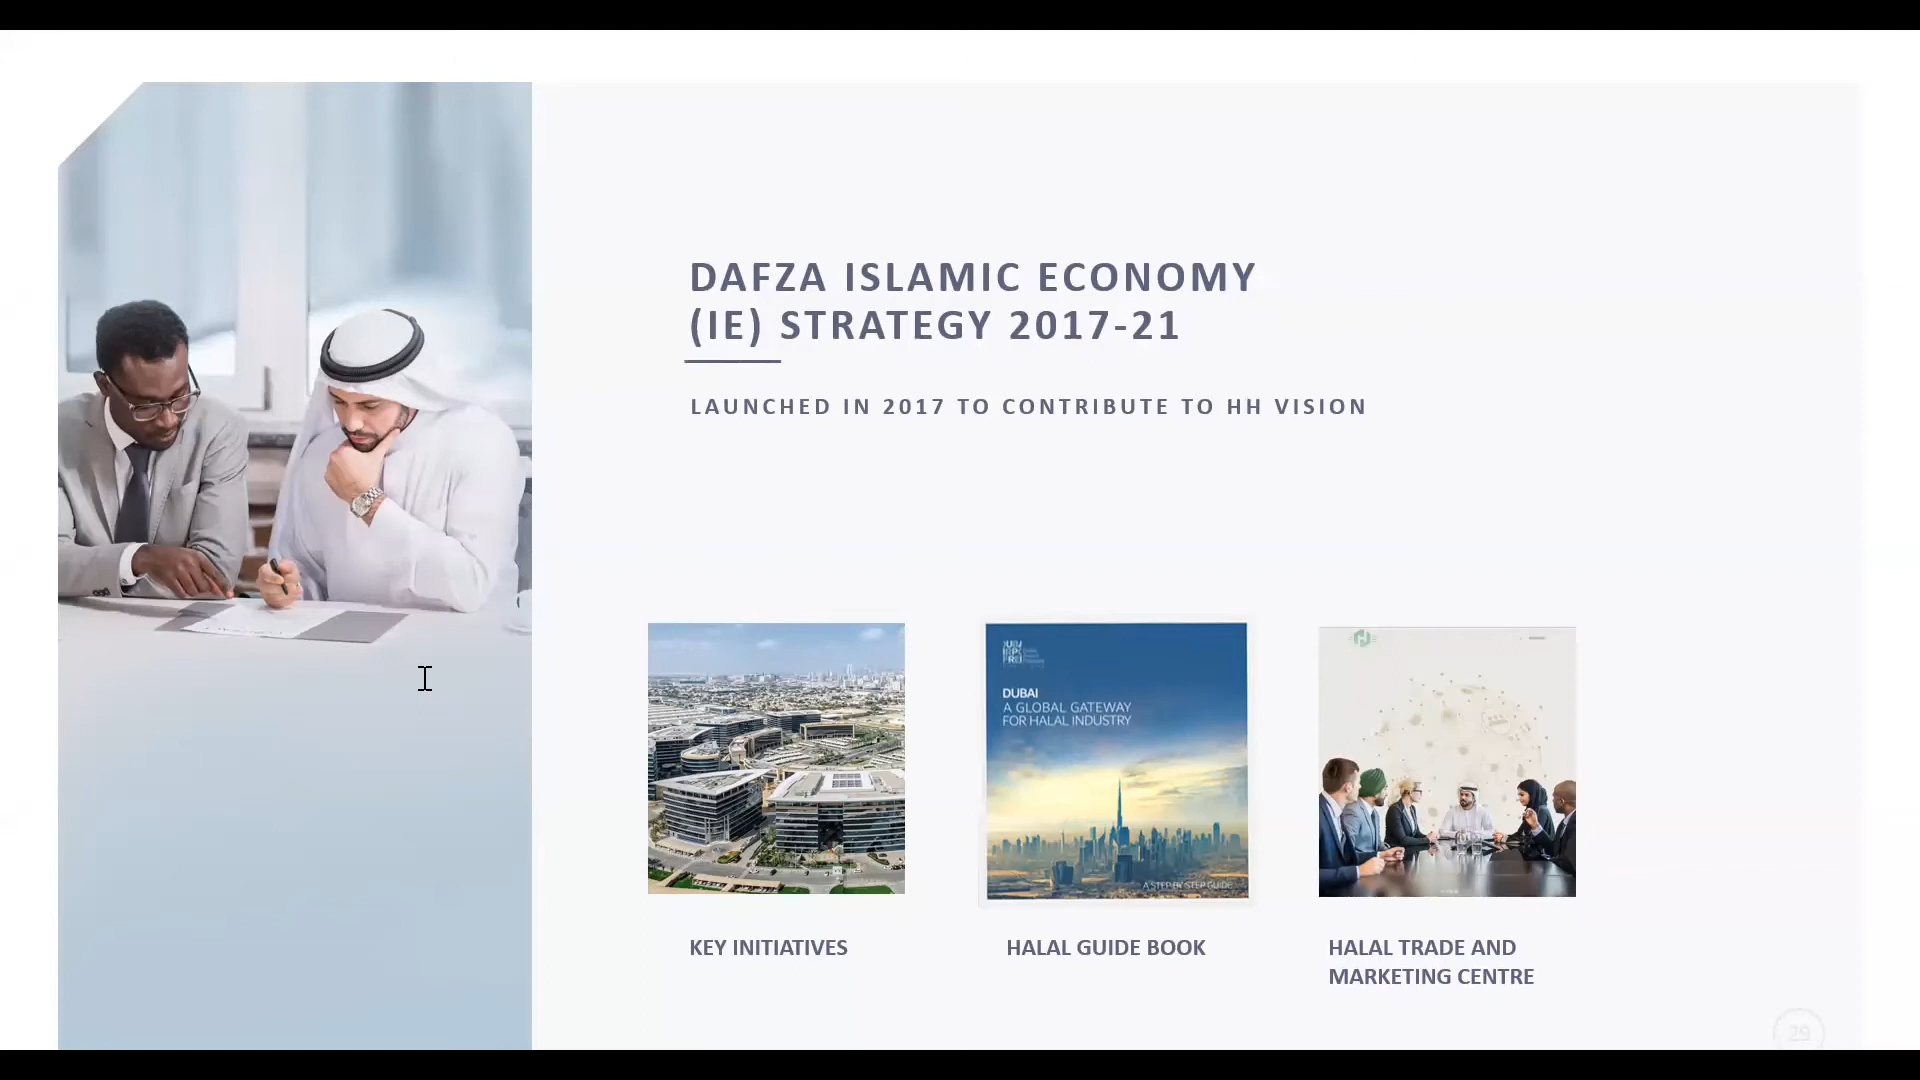 DAFZA ISLAMIC ECONOMY
(IE) STRATEGY 2017-21
LAUNCHED IN 2017 TO CONTRIBUTE TO HH VISION
DUBAI
A GLOBAL GATEWAY
FOR HALAL INDUSTRY
A STEP BY STEP GUIDE
KEY INITIATIVES
HALAL GUIDE BOOK
HALAL TRADE AND
MARKETING CENTRE
29